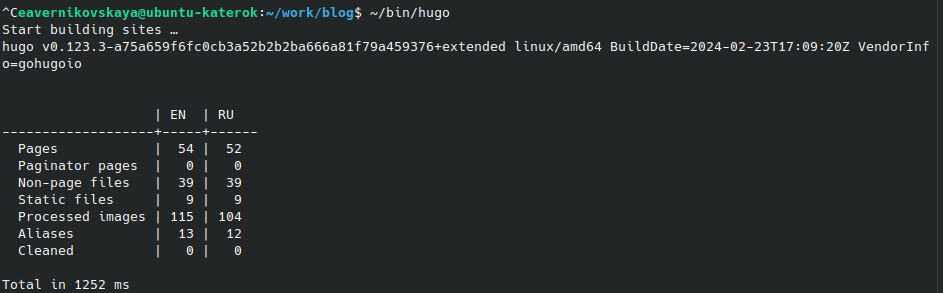 ^Ceavernikovskaya@ubuntu-katerok:~/work/blog$ ~/bin/hugo
Start building sites …
hugo v0.123.3-a75a659f6fc0cb3a52b2b2ba666a81f79a459376+extended linux/amd64 BuildDate=2024-02-23T17:09:20Z VendorInf
o=gohugoio
                   | EN  | RU
-------------------+-----+------
  Pages            |  54 |  52
  Paginator pages  |   0 |   0
  Non-page files   |  39 |  39
  Static files     |   9 |   9
  Processed images | 115 | 104
  Aliases          |  13 |  12
  Cleaned          |   0 |   0
Total in 1252 ms